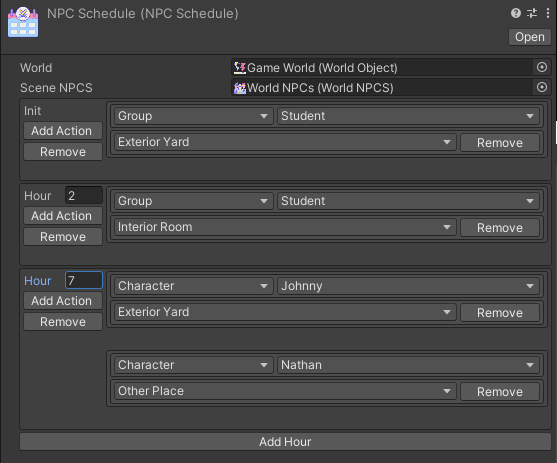 NPC Schedule (NPC Schedule)
Open
World Game World (World Object)
Scene NPCS World NPCs (World NPCS)
Init Group Student
Add Action Exterior Yard Remove
Remove
Hour 2 Group Student
Add Action Interior Room Remove
Remove
Hour 7 Character Johnny
Add Action Exterior Yard Remove
Remove
Character Nathan
Other Place Remove
Add Hour